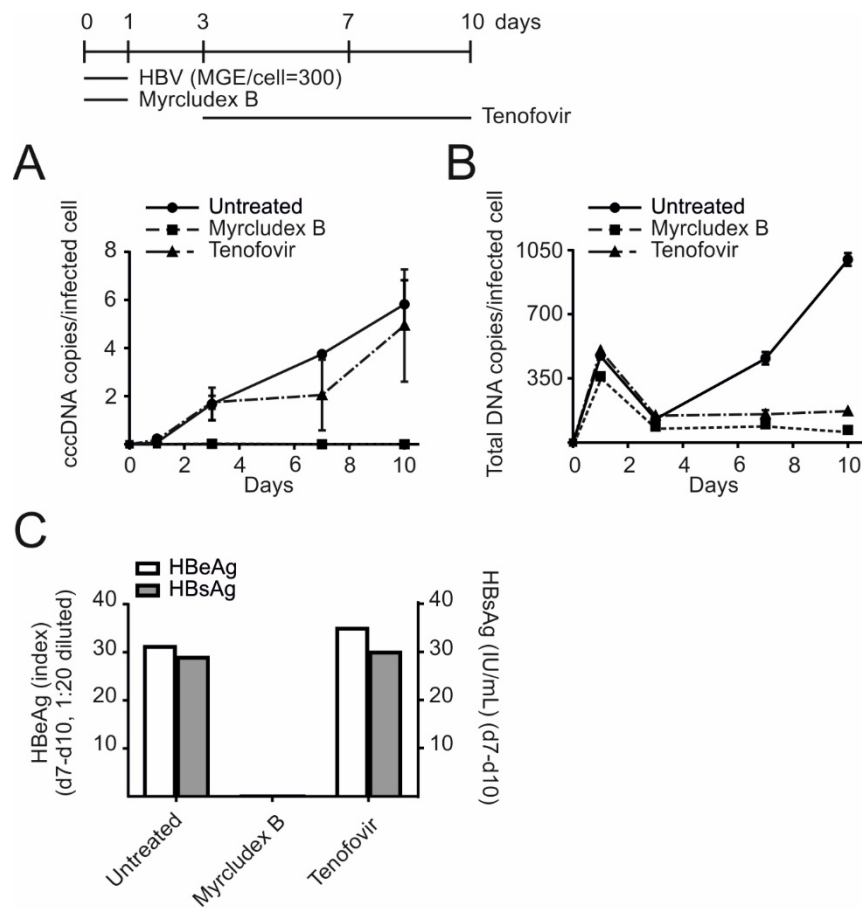 0 1 3 7 10 days
HBV (MGE/cell=300)
Myrcludex B
Tenofovir
A
cccDNA copies/infected cell
Untreated
Myrcludex B
Tenofovir
8
6
4
2
0 2 4 6 8 10
Days
B
Total DNA copies/infected cell
Untreated
Myrcludex B
Tenofovir
1050
700
350
0 2 4 6 8 10
Days
C
HBeAg (index)
(d7-d10, 1:20 diluted)
HBeAg
HBsAg
40
30
20
10
40
30
20
10
HBsAg (IU/mL) (d7-d10)
Untreated
Myrcludex B
Tenofovir